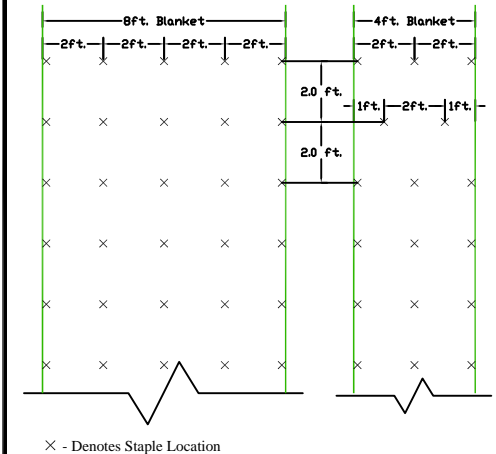 8ft. Blanket
4ft. Blanket
2ft. 2ft. 2ft. 2ft.
2ft. 2ft.
2.0 ft.
1ft. 2ft. 1ft.
2.0 ft.
× - Denotes Staple Location